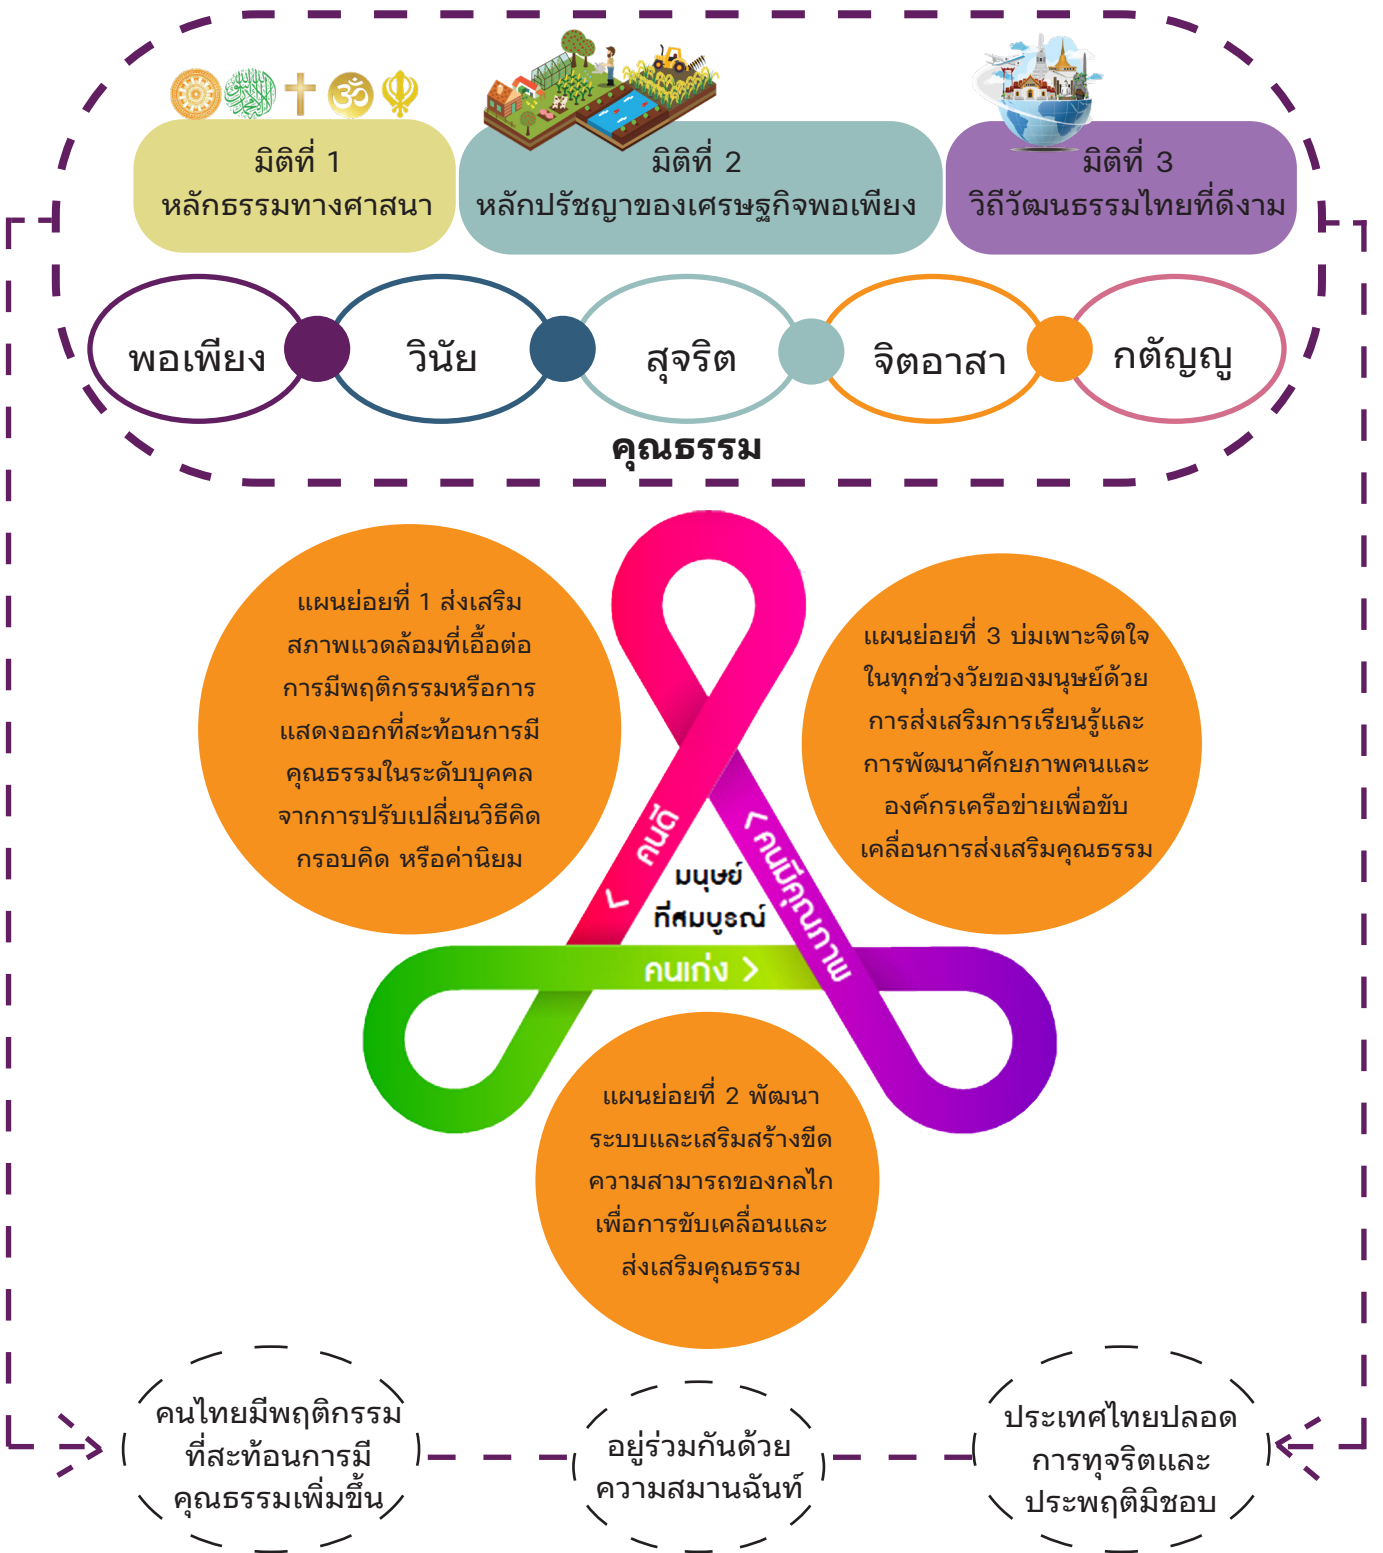 มิติที่ 1
หลักธรรมทางศาสนา
มิติที่ 2
หลักปรัชญาของเศรษฐกิจพอเพียง
มิติที่ 3
วิถีวัฒนธรรมไทยที่ดีงาม
พอเพียง
วินัย
สุจริต
จิตอาสา
กตัญญู
คุณธรรม
แผนย่อยที่ 1 ส่งเสริม
สภาพแวดล้อมที่เอื้อต่อ
การมีพฤติกรรมหรือการ
แสดงออกที่สะท้อนการมี
คุณธรรมในระดับบุคคล
จากการปรับเปลี่ยนวิธีคิด
กรอบคิด หรือค่านิยม
แผนย่อยที่ 3 บ่มเพาะจิตใจ
ในทุกช่วงวัยของมนุษย์ด้วย
การส่งเสริมการเรียนรู้และ
การพัฒนาศักยภาพคนและ
องค์กรเครือข่ายเพื่อขับ
เคลื่อนการส่งเสริมคุณธรรม
คนดี
คนมีคุณภาพ
มนุษย์
ที่สมบูรณ์
คนเก่ง
แผนย่อยที่ 2 พัฒนา
ระบบและเสริมสร้างขีด
ความสามารถของกลไก
เพื่อการขับเคลื่อนและ
ส่งเสริมคุณธรรม
คนไทยมีพฤติกรรม
ที่สะท้อนการมี
คุณธรรมเพิ่มขึ้น
อยู่ร่วมกันด้วย
ความสมานฉันท์
ประเทศไทยปลอด
การทุจริตและ
ประพฤติมิชอบ